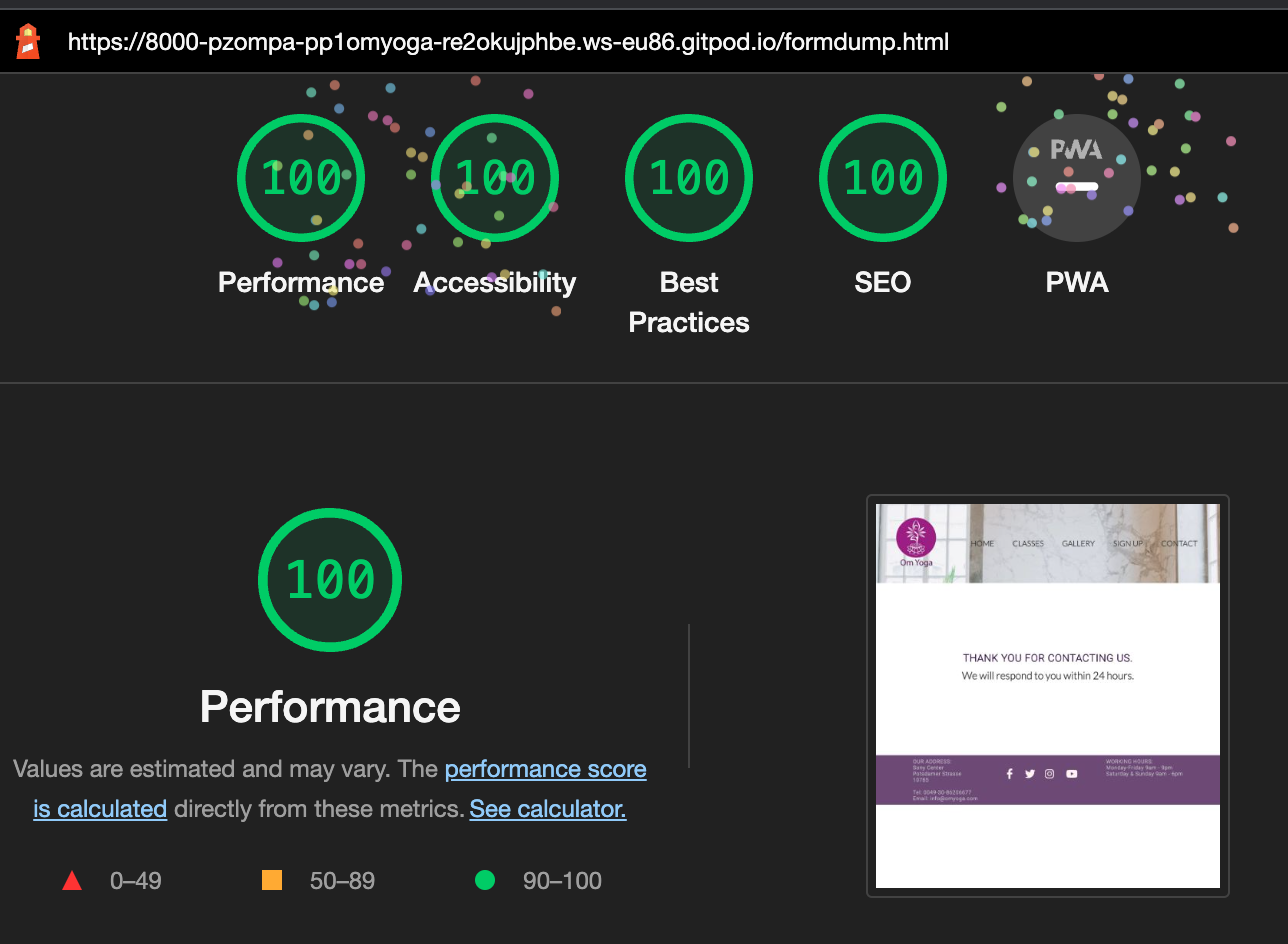 https://8000-pzompa-pp1omyoga-re2okujphbe.ws-eu86.gitpod.io/formdump.html
100 100 100 100 PWA
Performance Accessibility Best Practices SEO PWA
100
Performance
Values are estimated and may vary. The performance score
is calculated directly from these metrics. See calculator.
0–49 50–89 90–100
Om Yoga
HOME CLASSES GALLERY SIGN UP CONTACT
THANK YOU FOR CONTACTING US.
We will respond to you within 24 hours.
OUR ADDRESS:
Sony Center
Potsdamer Strasse
10785
Tel: 0049 00 89256677
Email: info@omyoga.com
WORKING HOURS:
Monday-Friday 9am - 9pm
Saturday & Sunday 9am - 6pm